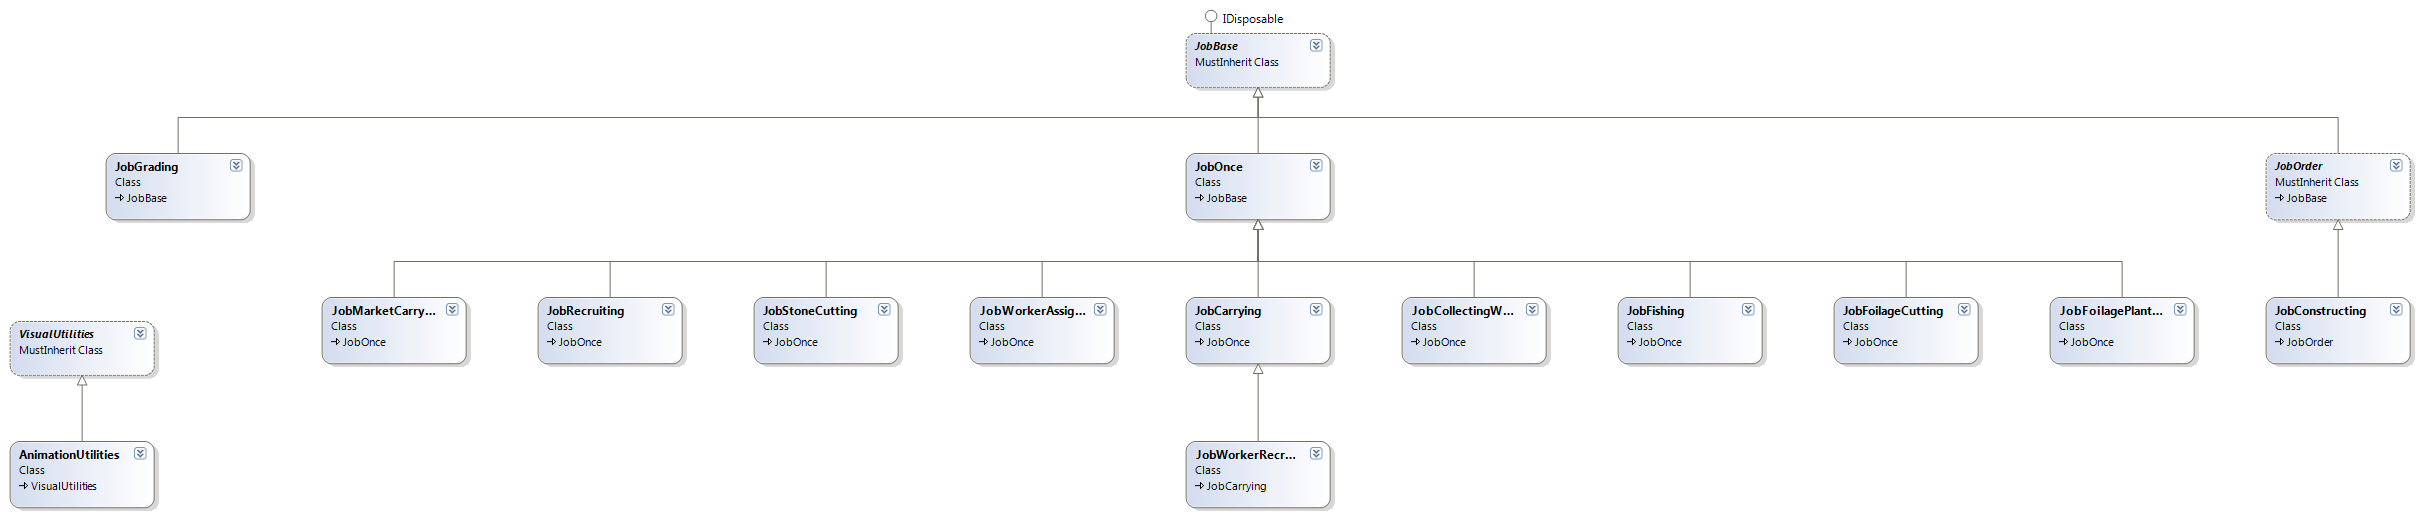 IDisposable
JobBase
MustInherit Class
JobGrading
Class
JobBase
JobOnce
Class
JobBase
JobOrder
MustInherit Class
JobBase
JobMarketCarry...
Class
JobOnce
JobRecruiting
Class
JobOnce
JobStoneCutting
Class
JobOnce
JobWorkerAssig...
Class
JobOnce
JobCarrying
Class
JobOnce
JobCollectingW...
Class
JobOnce
JobFishing
Class
JobOnce
JobFoilageCutting
Class
JobOnce
JobFoilagePlant...
Class
JobOnce
JobConstructing
Class
JobOrder
VisualUtilities
MustInherit Class
AnimationUtilities
Class
VisualUtilities
JobWorkerRecr...
Class
JobCarrying